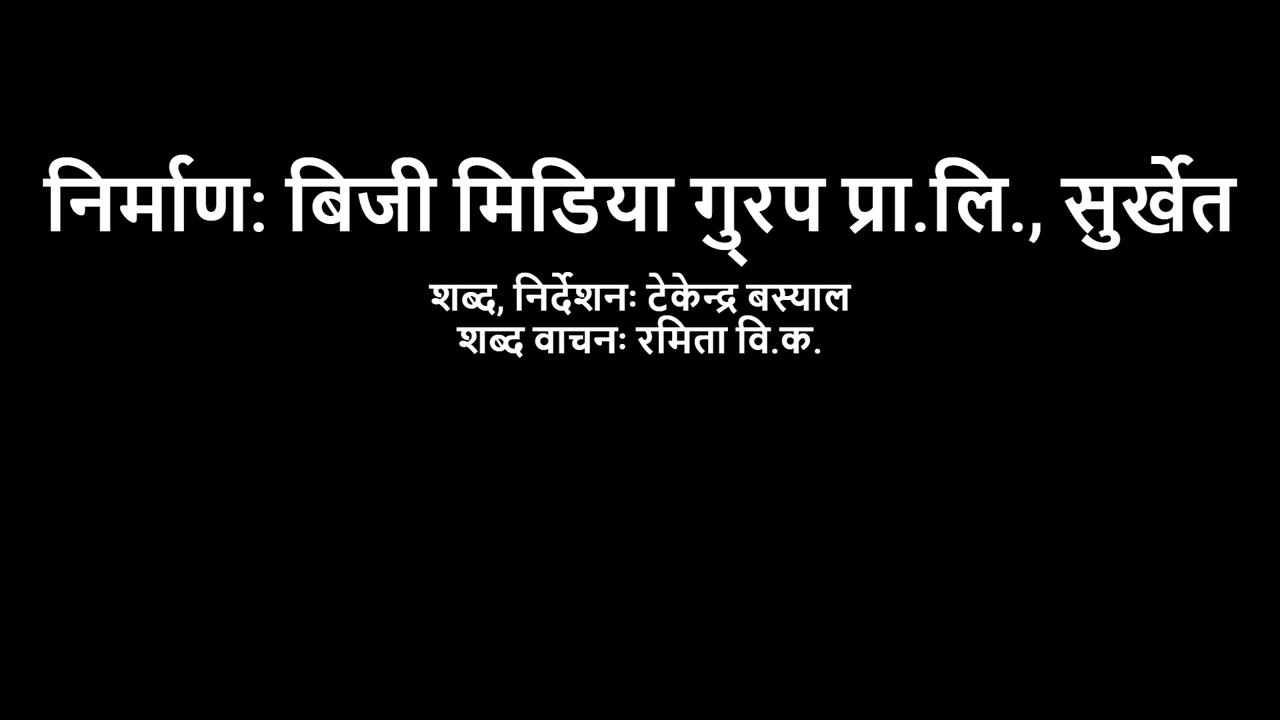 निर्माण: बिजी मिडिया गु्रप प्रा.लि., सुर्खेत
शब्द, निर्देशनः टेकेन्द्र बस्याल
शब्द वाचनः रमिता वि.क.